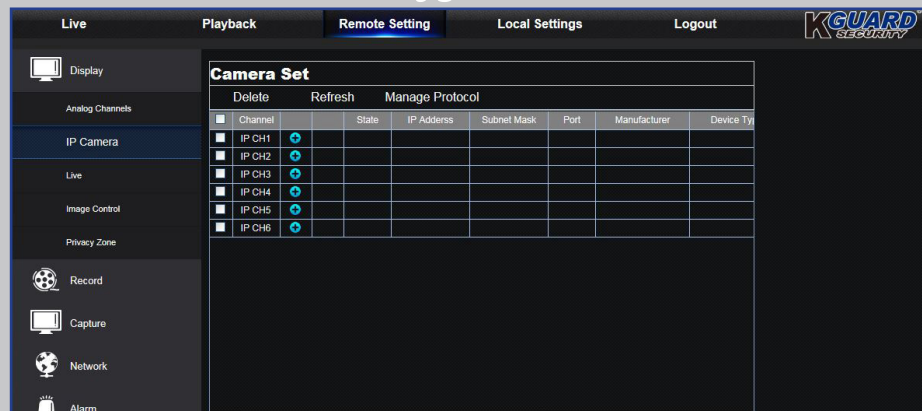 Live Playback Remote Setting Local Settings Logout KGUARD SECURITY
Display
Analog Channels
IP Camera
Live
Image Control
Privacy Zone
Record
Capture
Network
Alarm
Camera Set
Delete Refresh Manage Protocol
Channel State IP Adderss Subnet Mask Port Manufacturer Device Ty
IP CH1
IP CH2
IP CH3
IP CH4
IP CH5
IP CH6